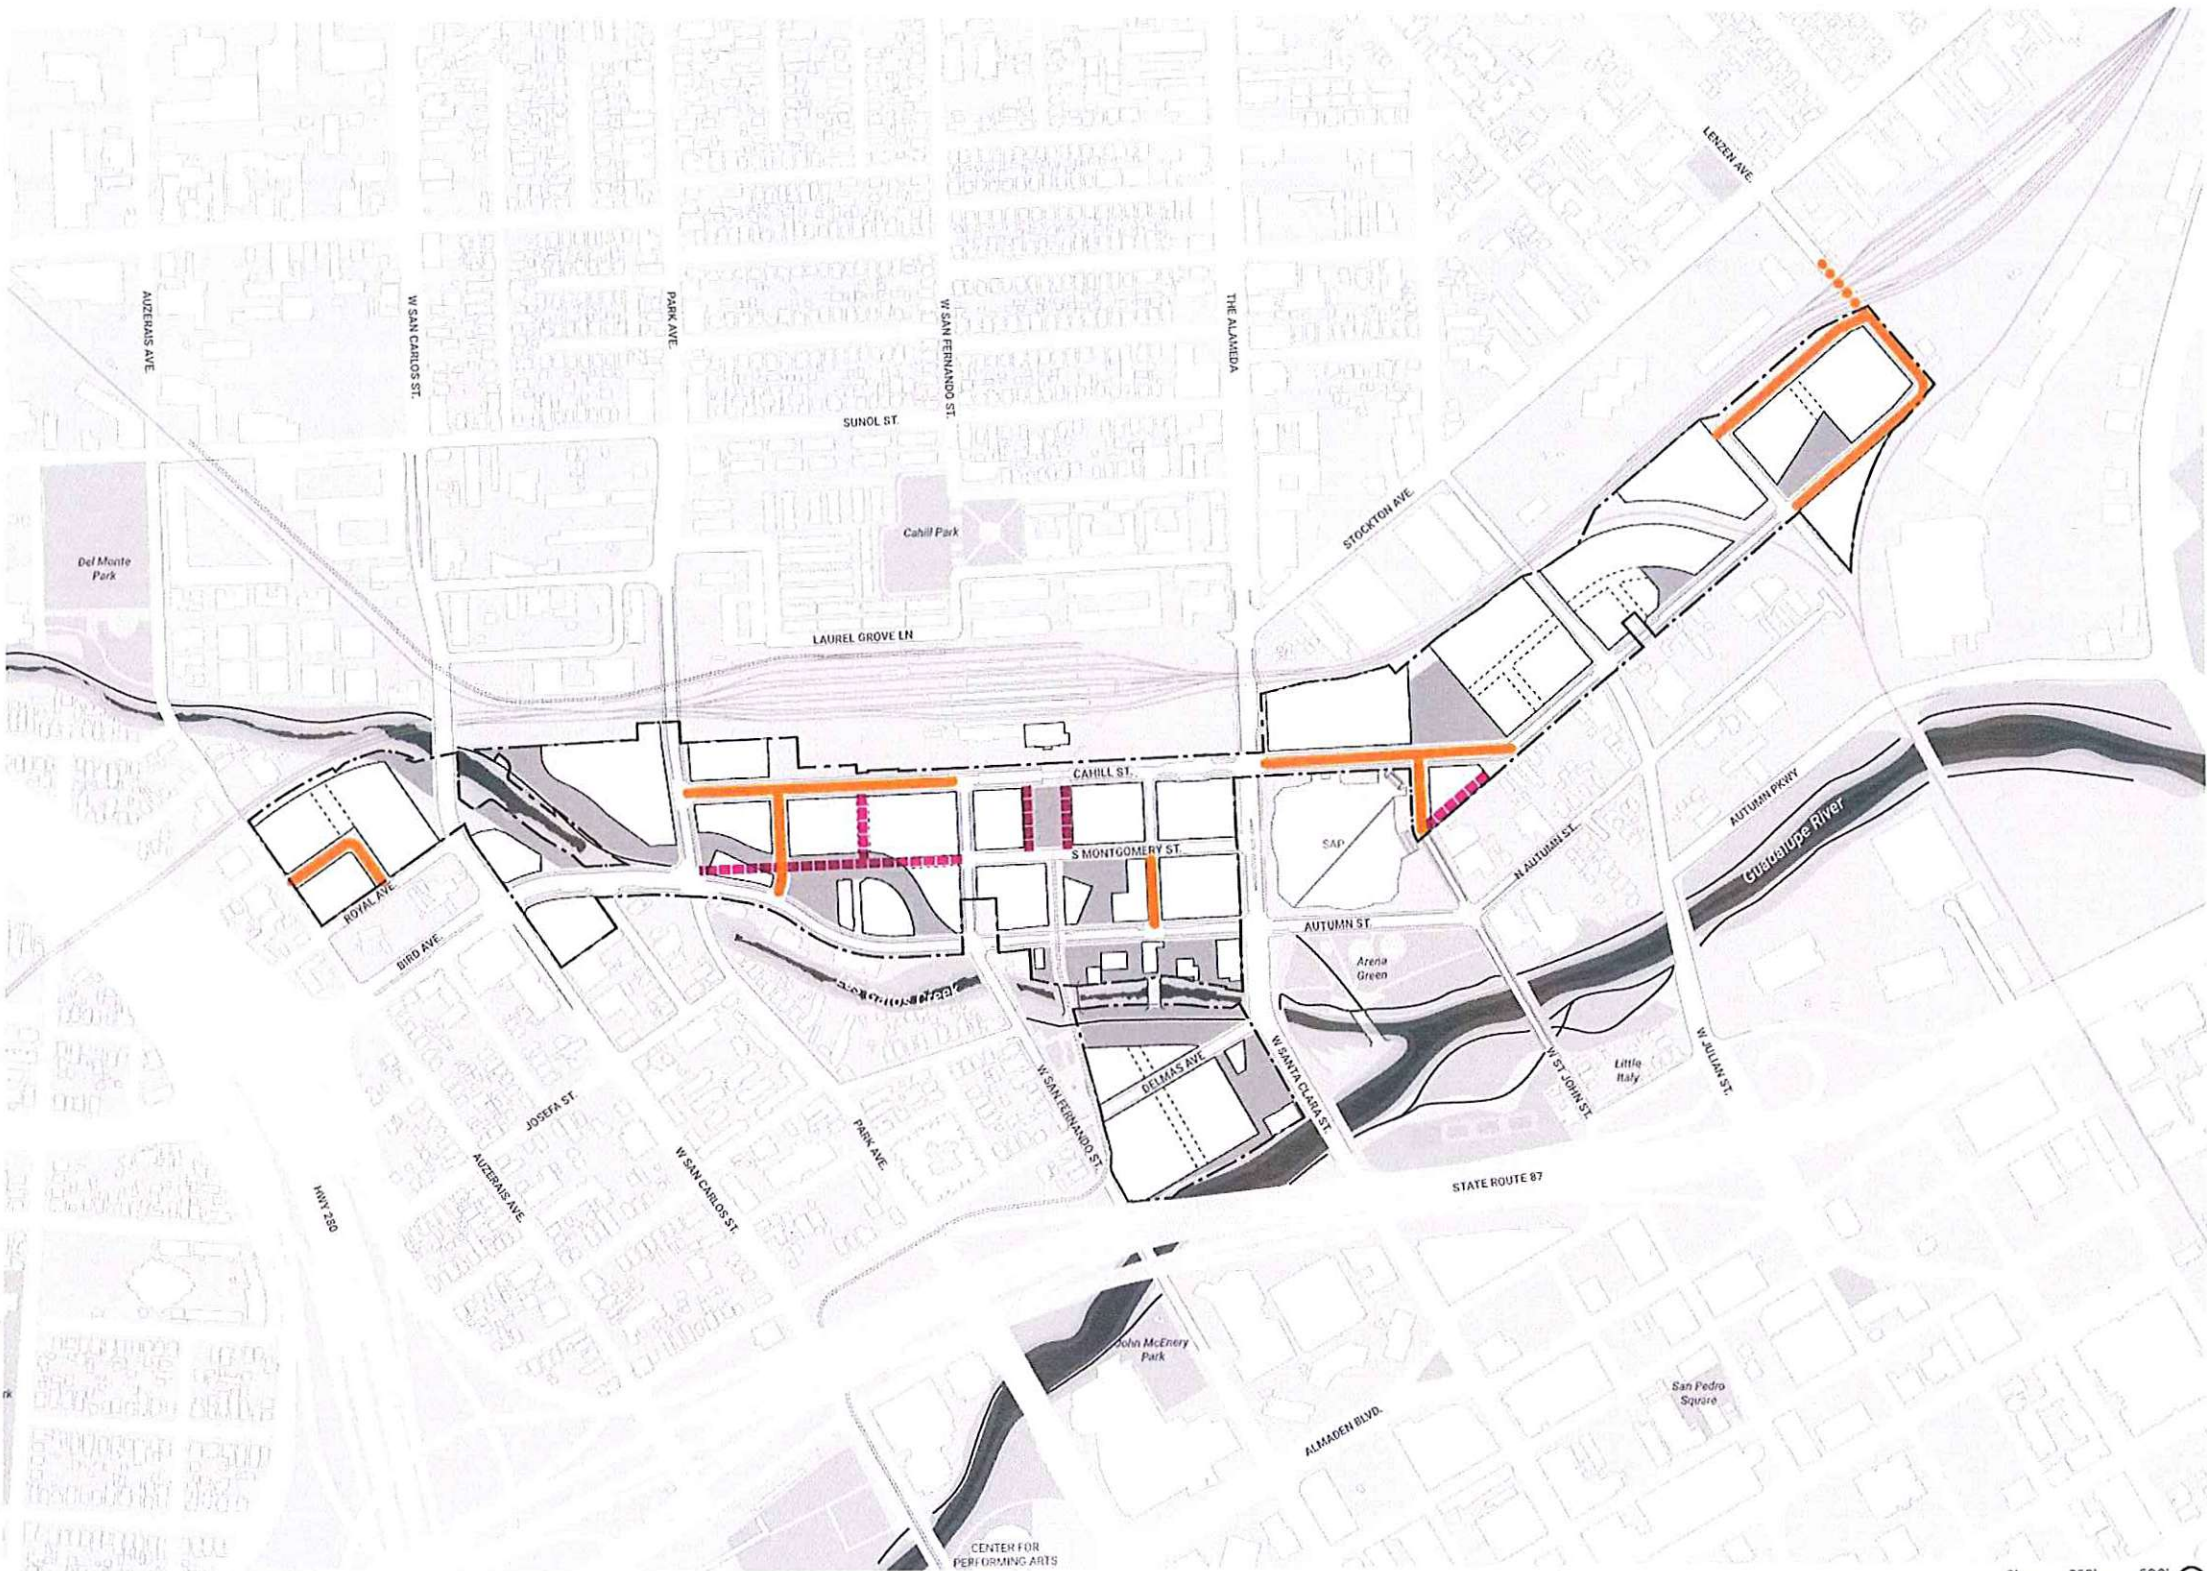 LENZEN AVE.
AUZERAIS AVE.
W SAN CARLOS ST.
PARK AVE.
W SAN FERNANDO ST.
THE ALAMEDA
SUNOL ST.
STOCKTON AVE.
Cahill Park
Del Monte
Park
LAUREL GROVE LN
CAHILL ST.
AUTUMN PKWY
Guadalupe River
SAP
S MONTGOMERY ST.
N AUTUMN ST.
ROYAL AVE.
BIRD AVE.
AUTUMN ST.
Arena
Green
Los Gatos Creek
DELMAS AVE
W SANTA CLARA ST.
W ST JOHN ST.
Little
Italy
W JULIAN ST.
JOSEFA ST.
W SAN FERNANDO ST.
PARK AVE.
W SAN CARLOS ST.
AUZERAIS AVE.
HWY 280
STATE ROUTE 87
John McEnery
Park
San Pedro
Square
ALMADEN BLVD.
CENTER FOR
PERFORMING ARTS